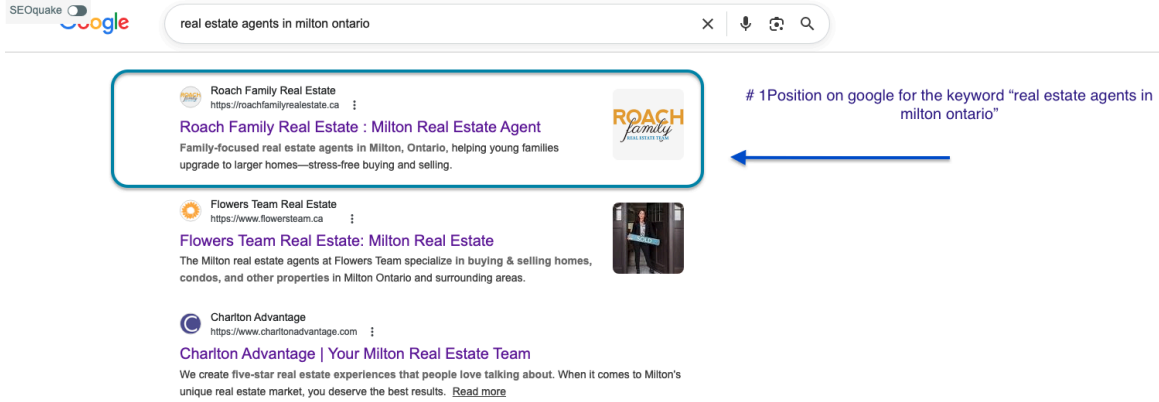 SEOquake
Google
real estate agents in milton ontario
Roach Family Real Estate
https://roachfamilyrealestate.ca
Roach Family Real Estate : Milton Real Estate Agent
Family-focused real estate agents in Milton, Ontario, helping young families
upgrade to larger homes—stress-free buying and selling.
ROACH
family
REAL ESTATE TEAM
# 1Position on google for the keyword “real estate agents in
milton ontario”
Flowers Team Real Estate
https://www.flowersteam.ca
Flowers Team Real Estate: Milton Real Estate
The Milton real estate agents at Flowers Team specialize in buying & selling homes,
condos, and other properties in Milton Ontario and surrounding areas.
SOLD
Charlton Advantage
https://www.charltonadvantage.com
Charlton Advantage | Your Milton Real Estate Team
We create five-star real estate experiences that people love talking about. When it comes to Milton's
unique real estate market, you deserve the best results. Read more